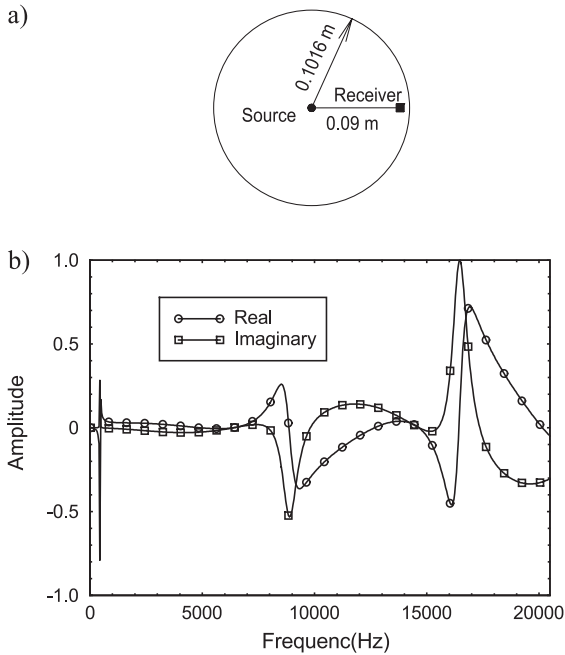 a)
0.1016 m
Receiver
Source
0.09 m
b)
1.0
0.5
0
-0.5
-1.0
Amplitude
Real
Imaginary
0 5000 10000 15000 20000
Frequenc(Hz)